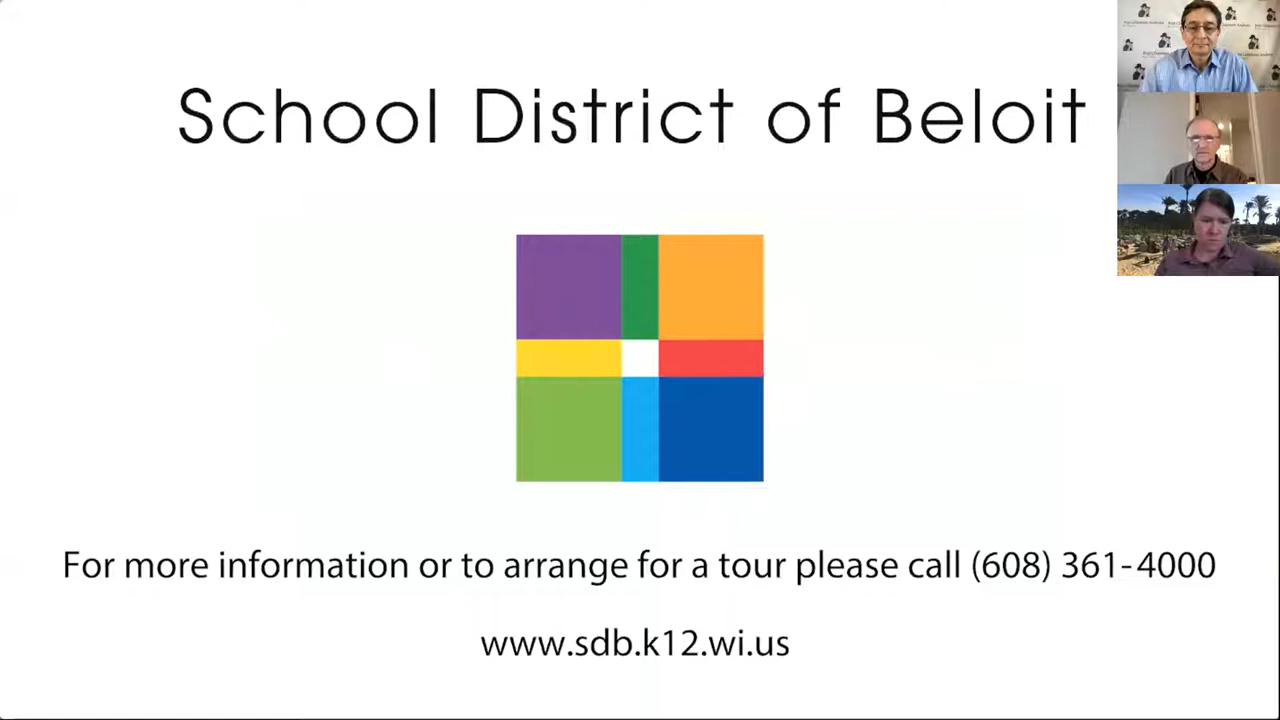 School District of Beloit
For more information or to arrange for a tour please call (608) 361-4000
www.sdb.k12.wi.us